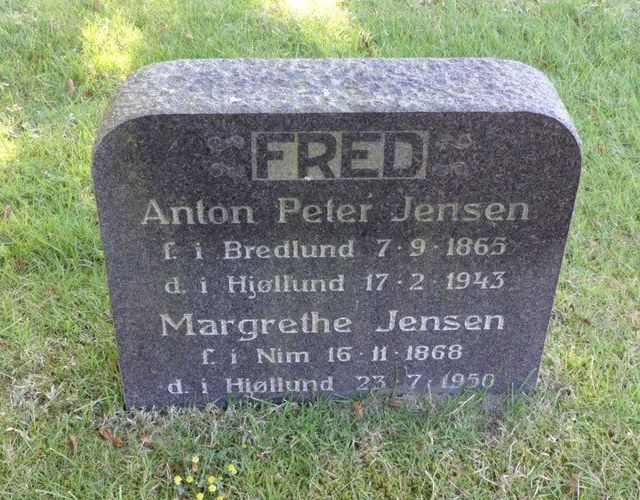 FRED
Anton Peter Jensen
f. i Bredlund 7·9·1865
d. i Hjøllund 17·2·1943
Margrethe Jensen
f. i Nim 16·11·1868
d. i Hjøllund 23·7·1950